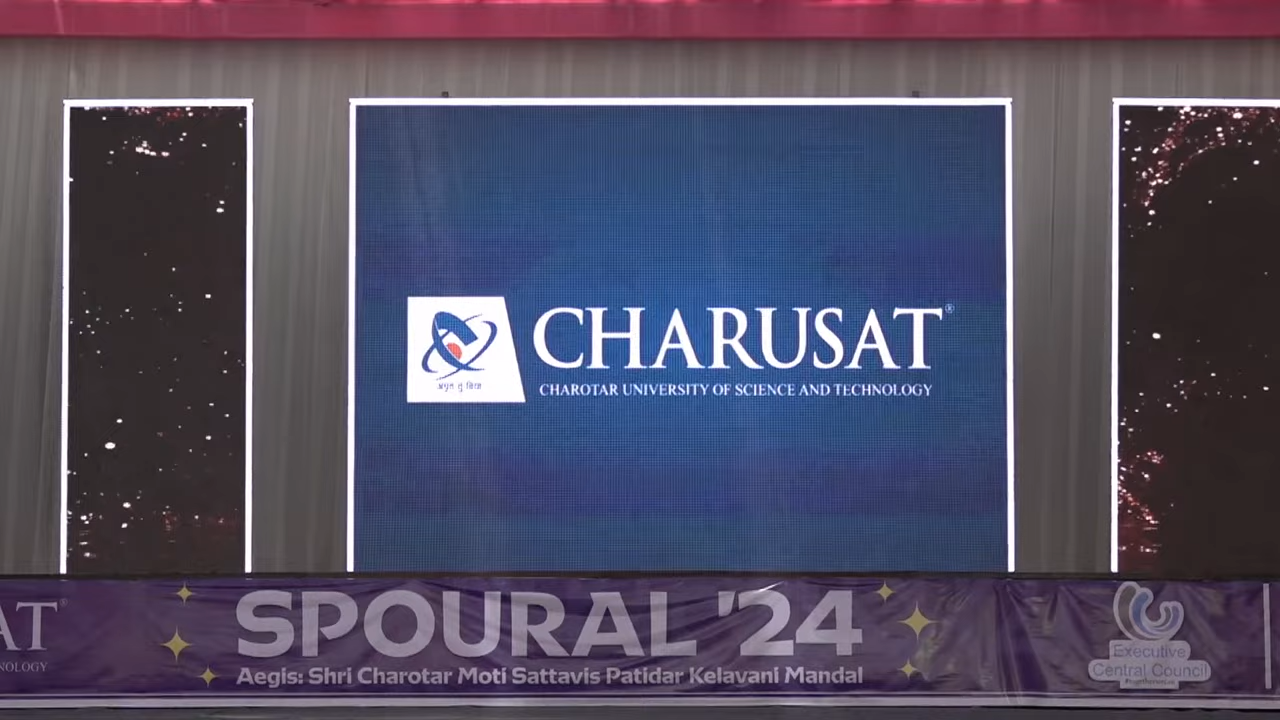 CHARUSAT®
CHAROTAR UNIVERSITY OF SCIENCE AND TECHNOLOGY
AT®
NOLOGY
SPOURAL '24
Aegis: Shri Charotar Moti Sattavis Patidar Kelavani Mandal
Executive
Central Council